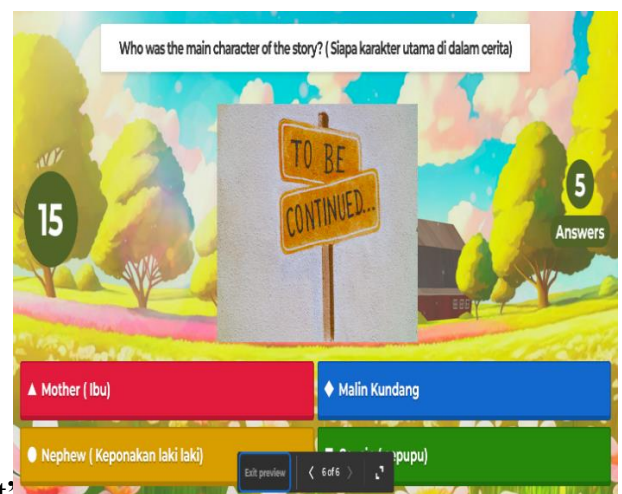 Who was the main character of the story? ( Siapa karakter utama di dalam cerita)
TO BE
CONTINUED...
15
5
Answers
Mother ( Ibu)
Malin Kundang
Nephew ( Keponakan laki laki)
Exit preview
6 of 6